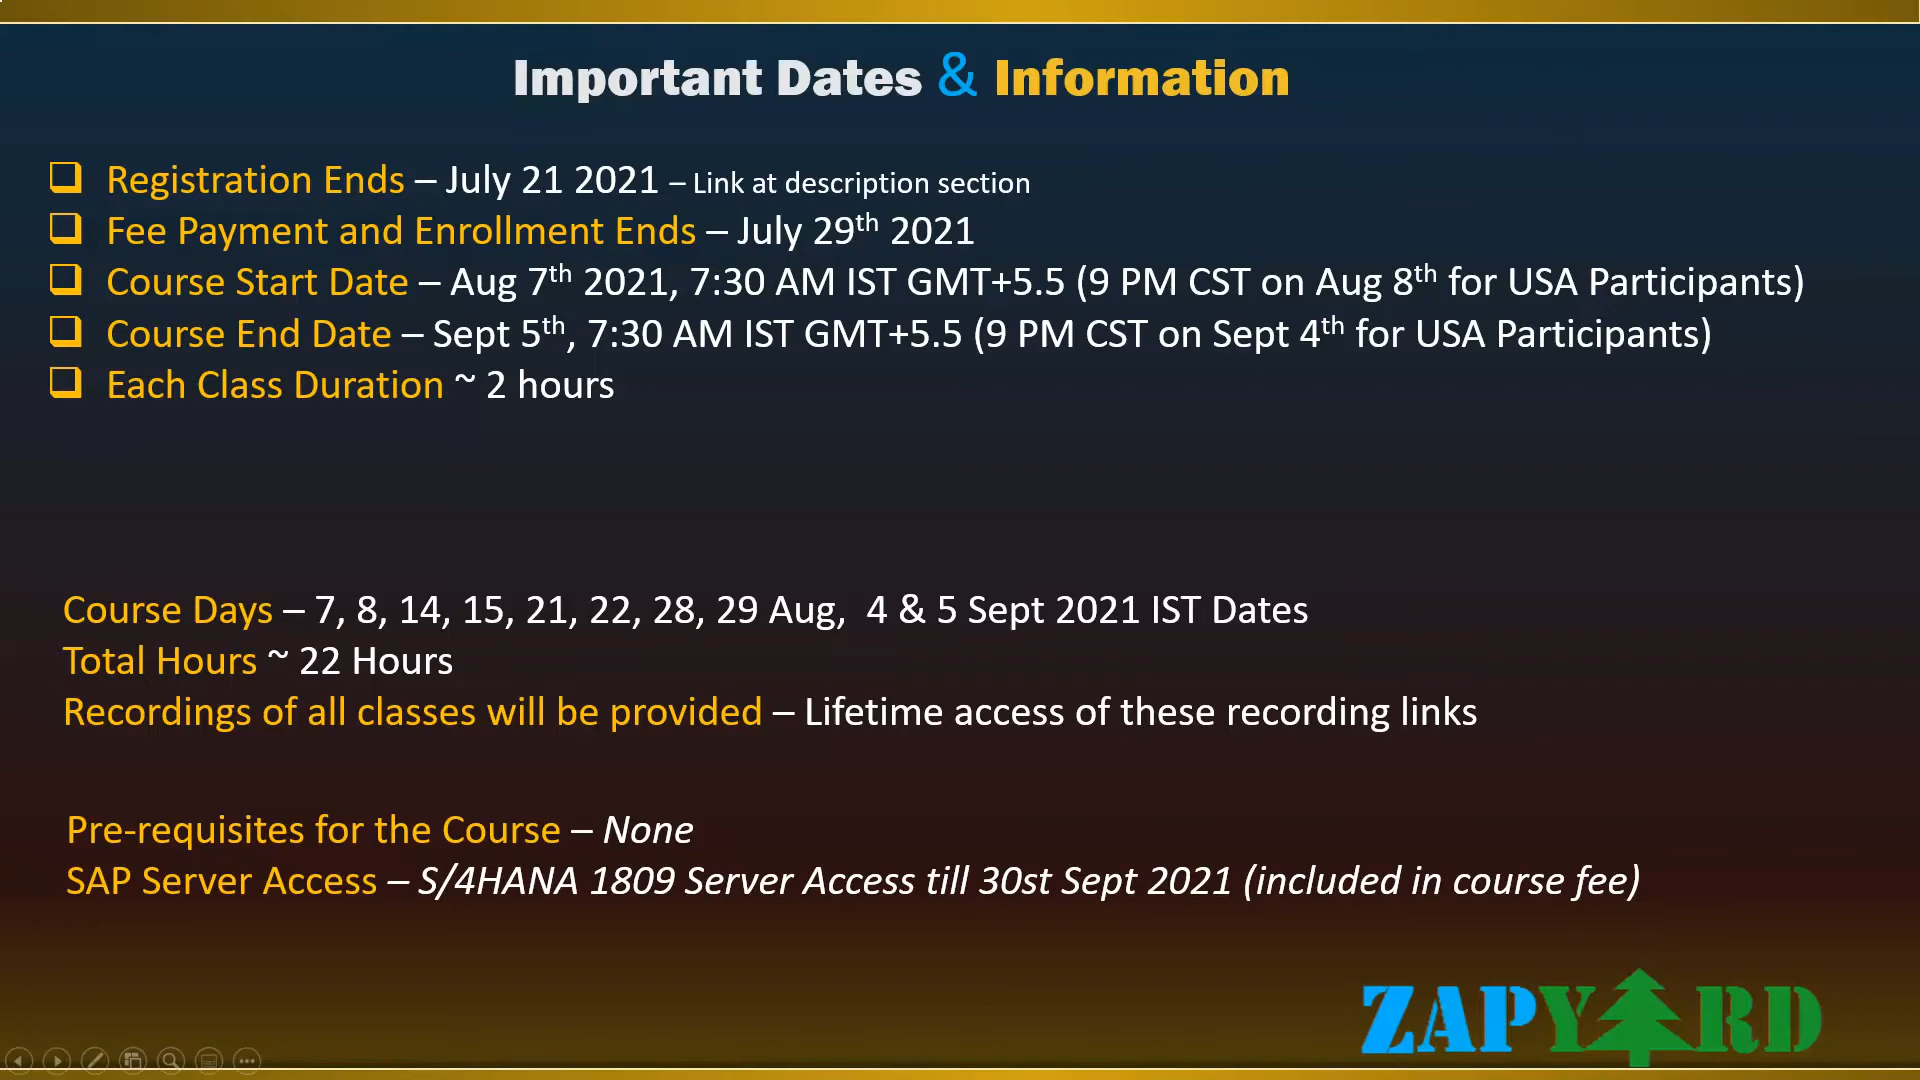 Important Dates & Information
Registration Ends – July 21 2021 – Link at description section
Fee Payment and Enrollment Ends – July 29th 2021
Course Start Date – Aug 7th 2021, 7:30 AM IST GMT+5.5 (9 PM CST on Aug 8th for USA Participants)
Course End Date – Sept 5th, 7:30 AM IST GMT+5.5 (9 PM CST on Sept 4th for USA Participants)
Each Class Duration ~ 2 hours
Course Days – 7, 8, 14, 15, 21, 22, 28, 29 Aug, 4 & 5 Sept 2021 IST Dates
Total Hours ~ 22 Hours
Recordings of all classes will be provided – Lifetime access of these recording links
Pre-requisites for the Course – None
SAP Server Access – S/4HANA 1809 Server Access till 30st Sept 2021 (included in course fee)
ZAPYARD